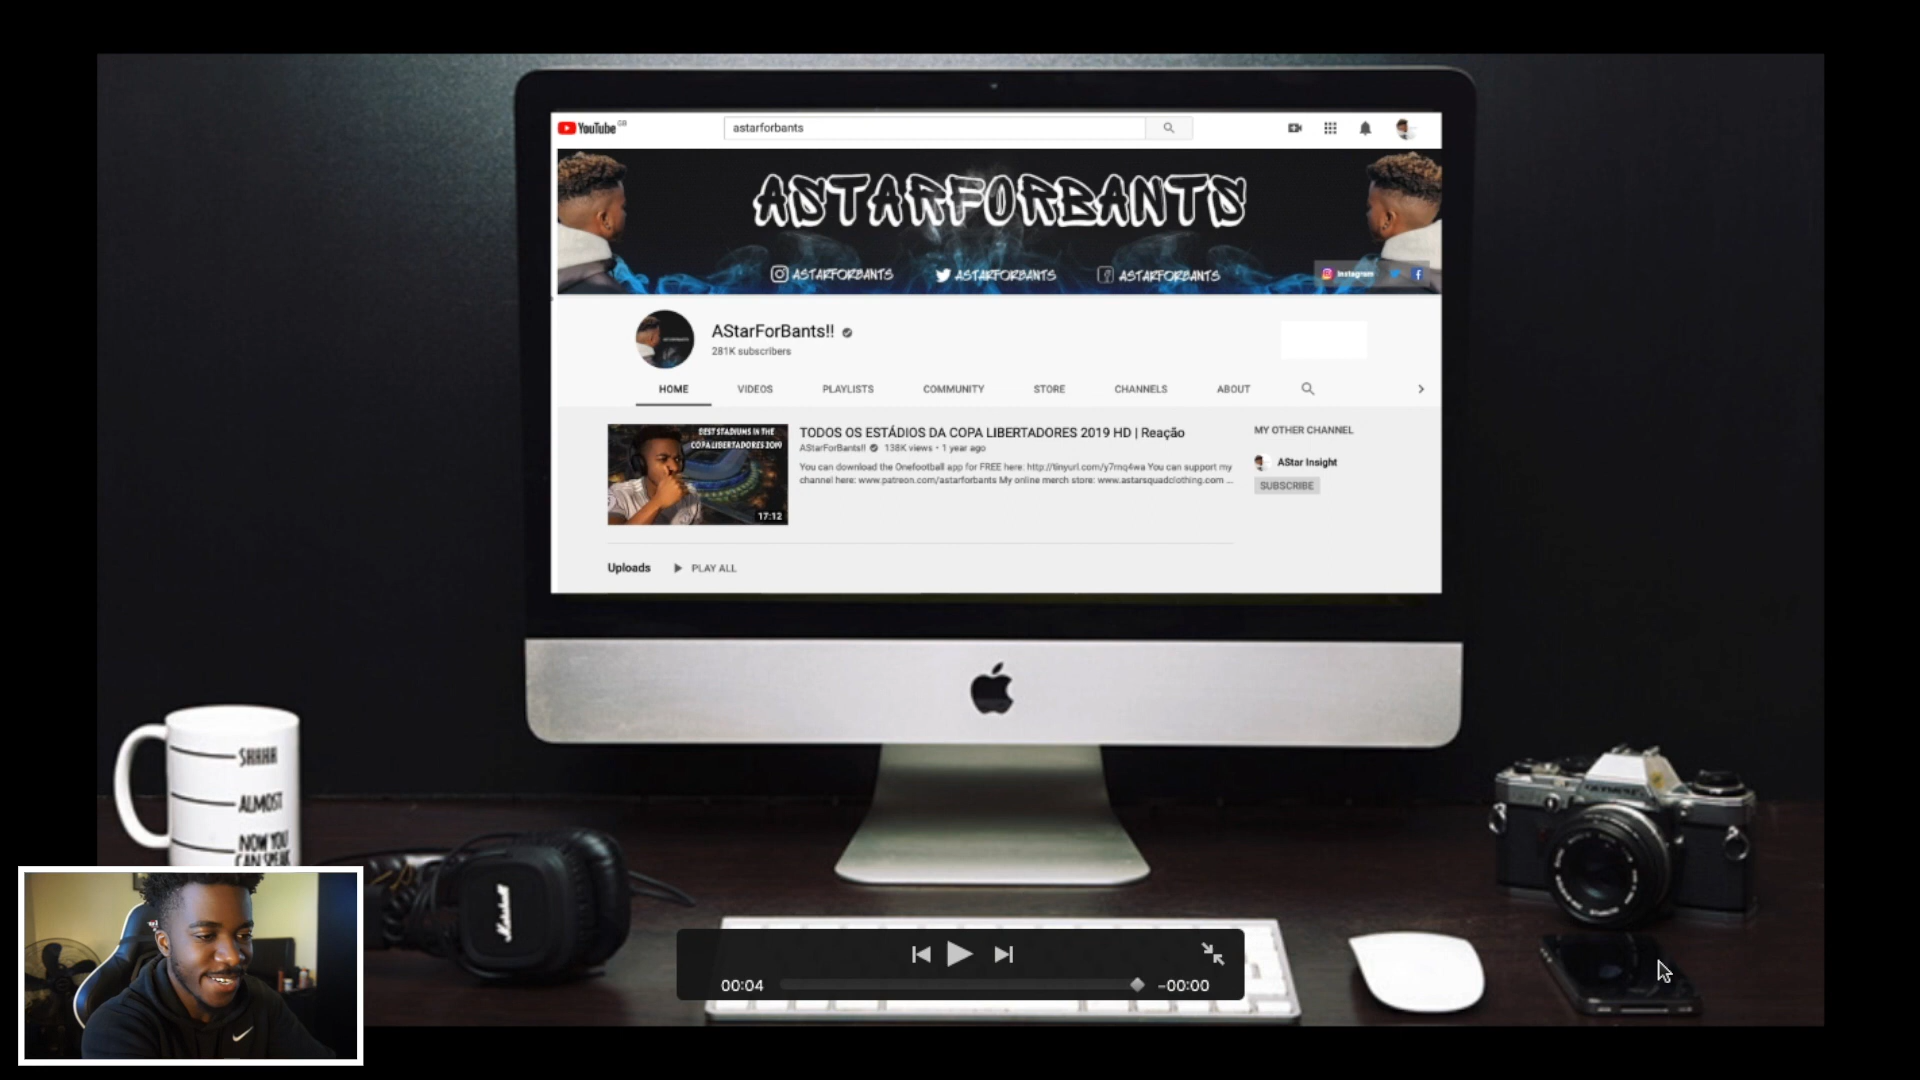 YouTube GB
astarforbants
ASTARFORBANTS
ASTARFORBANTS
ASTARFORBANTS
ASTARFORBANTS
Instagram
AStarForBants!!
281K subscribers
HOME
VIDEOS
PLAYLISTS
COMMUNITY
STORE
CHANNELS
ABOUT
BEST STADIUMS IN THE
COPA LIBERTADORES 2019
17:12
TODOS OS ESTÁDIOS DA COPA LIBERTADORES 2019 HD | Reação
AStarForBants!! 138K views • 1 year ago
You can download the Onefootball app for FREE here: http://tinyurl.com/y7mq4wa You can support my
channel here: www.patreon.com/astarforbants My online merch store: www.astarsquadclothing.com ...
MY OTHER CHANNEL
AStar Insight
SUBSCRIBE
Uploads
PLAY ALL
SHHHH
ALMOST
NOW YOU
CAN SPEAK
Marshall
OLYMPUS
00:04
-00:00